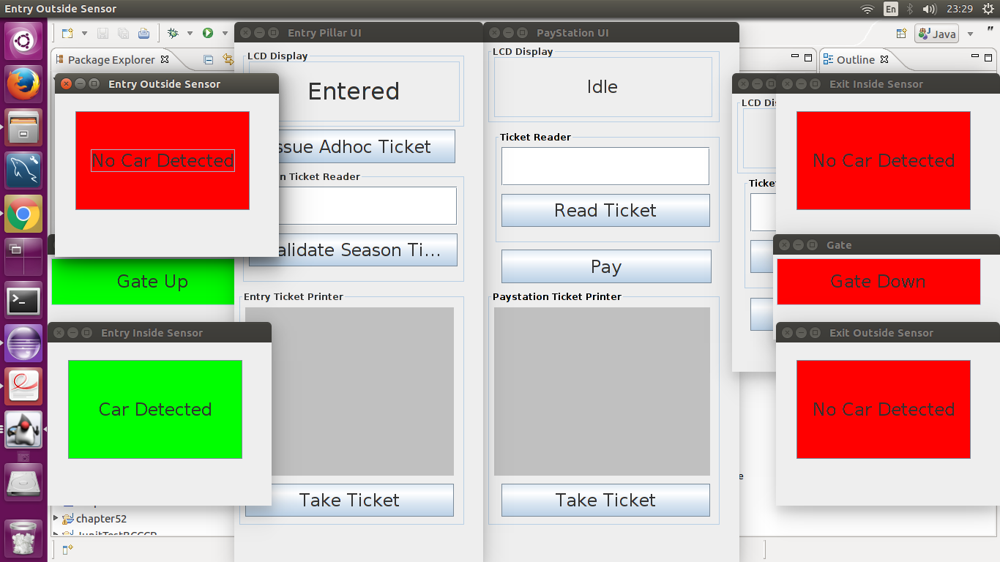 Entry Outside Sensor
En
23:29
Java
"
Package Explorer
Outline
Entry Pillar UI
LCD Display
Entered
ssue Adhoc Ticket
n Ticket Reader
alidate Season Ti...
Entry Ticket Printer
Take Ticket
PayStation UI
LCD Display
Idle
Ticket Reader
Read Ticket
Pay
Paystation Ticket Printer
Take Ticket
Entry Outside Sensor
No Car Detected
Gate Up
Entry Inside Sensor
Car Detected
LCD Di
Ticke
Exit Inside Sensor
No Car Detected
Gate
Gate Down
Exit Outside Sensor
No Car Detected
e
chapter52